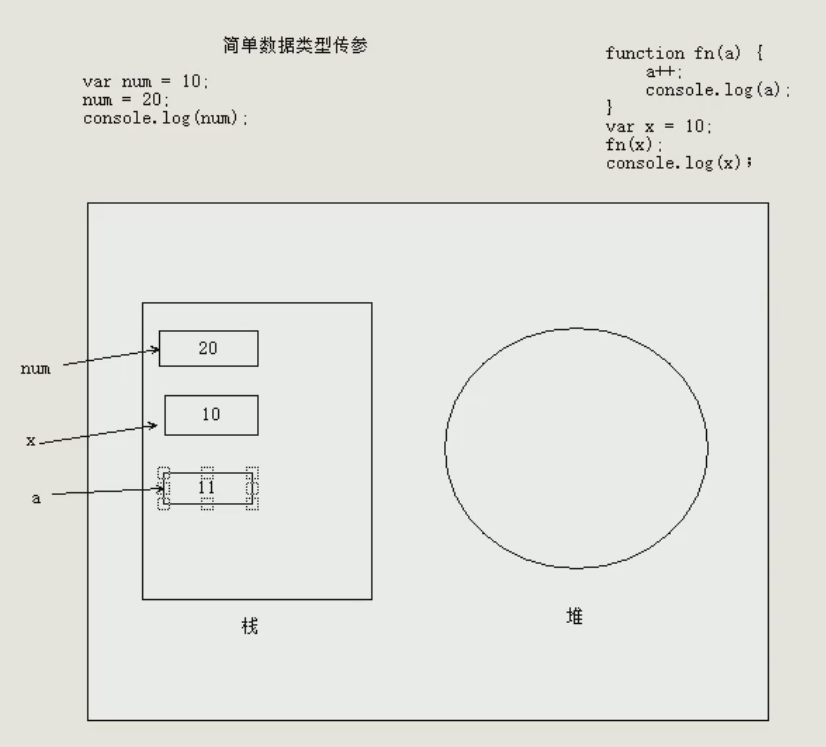 简单数据类型传参
var num = 10;
num = 20;
console.log(num);
function fn(a) {
a++;
console.log(a);
}
var x = 10;
fn(x);
console.log(x);
20
num
10
x
11
a
栈
堆